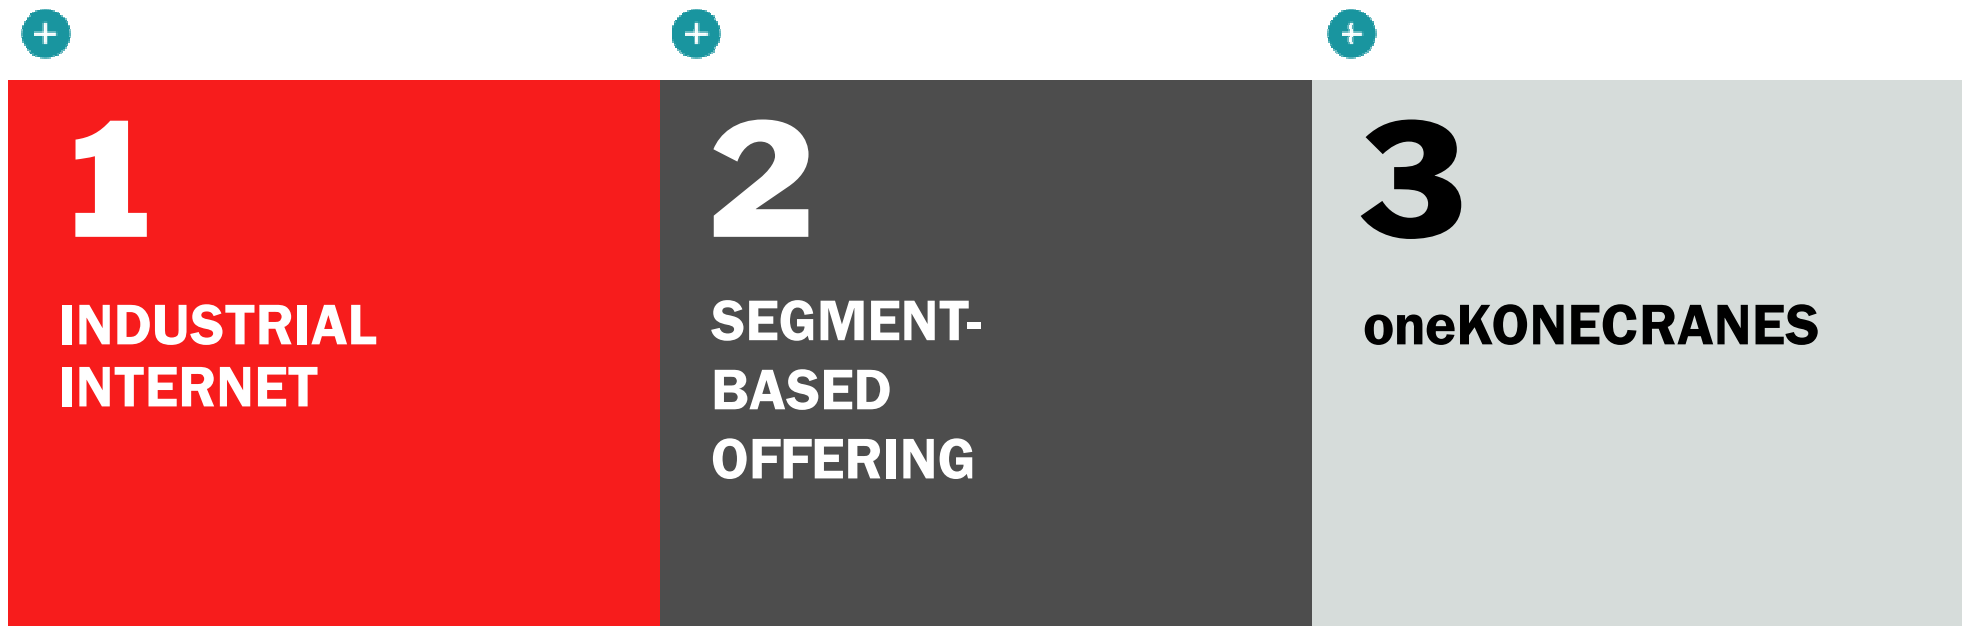 1
INDUSTRIAL
INTERNET
2
SEGMENT-
BASED
OFFERING
3
oneKONECRANES